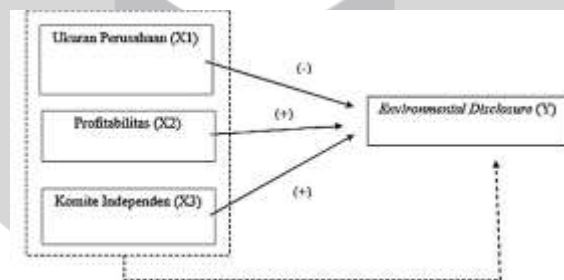 Ukuran Perusahaan (X1)
(-)
Profitabilitas (X2)
(+)
Environmental Disclosure (Y)
Komite Independen (X3)
(+)